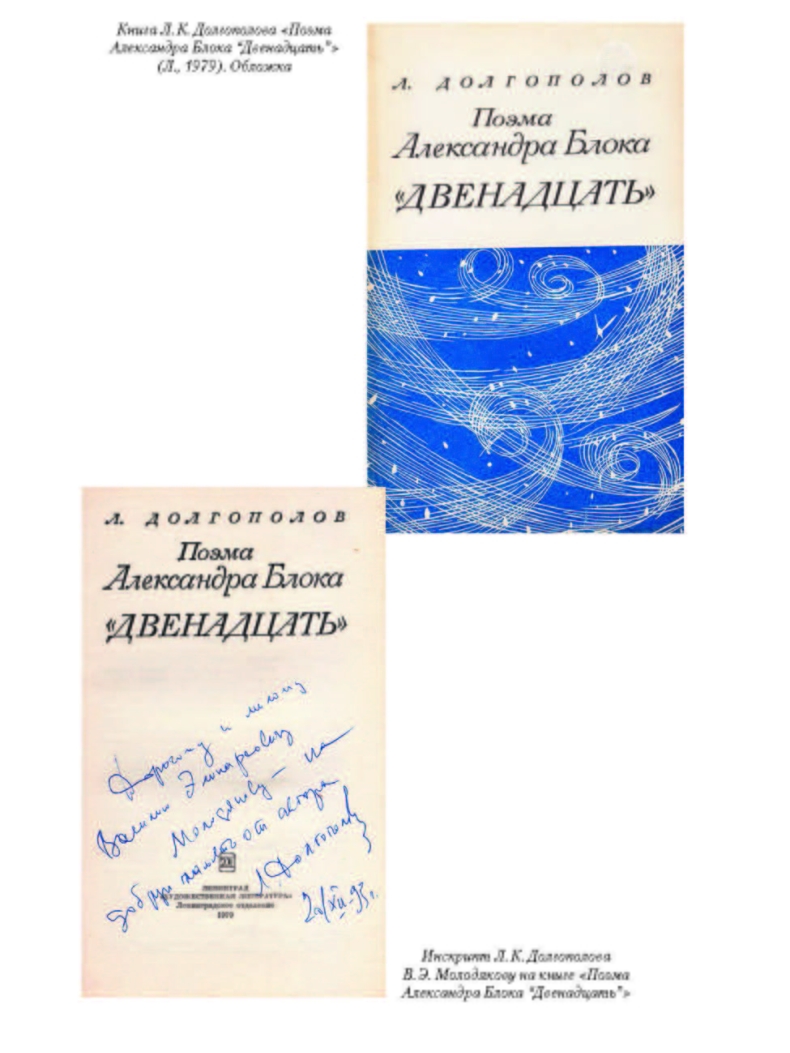 Книга Л. К. Долгополова «Поэма
Александра Блока “Двенадцать”»
(Л., 1979). Обложка
Л. ДОЛГОПОЛОВ
Поэма
Александра Блока
«ДВЕНАДЦАТЬ»
Л. ДОЛГОПОЛОВ
Поэма
Александра Блока
«ДВЕНАДЦАТЬ»
Дорогому и милому
Василию Элинарховичу
Молодякову — на
добрую память от автора
Л Долгополов
ЛЕНИНГРАД
«ХУДОЖЕСТВЕННАЯ ЛИТЕРАТУРА»
Ленинградское отделение
1979
Инскрипт Л. К. Долгополова
В. Э. Молодякову на книге «Поэма
Александра Блока “Двенадцать”»